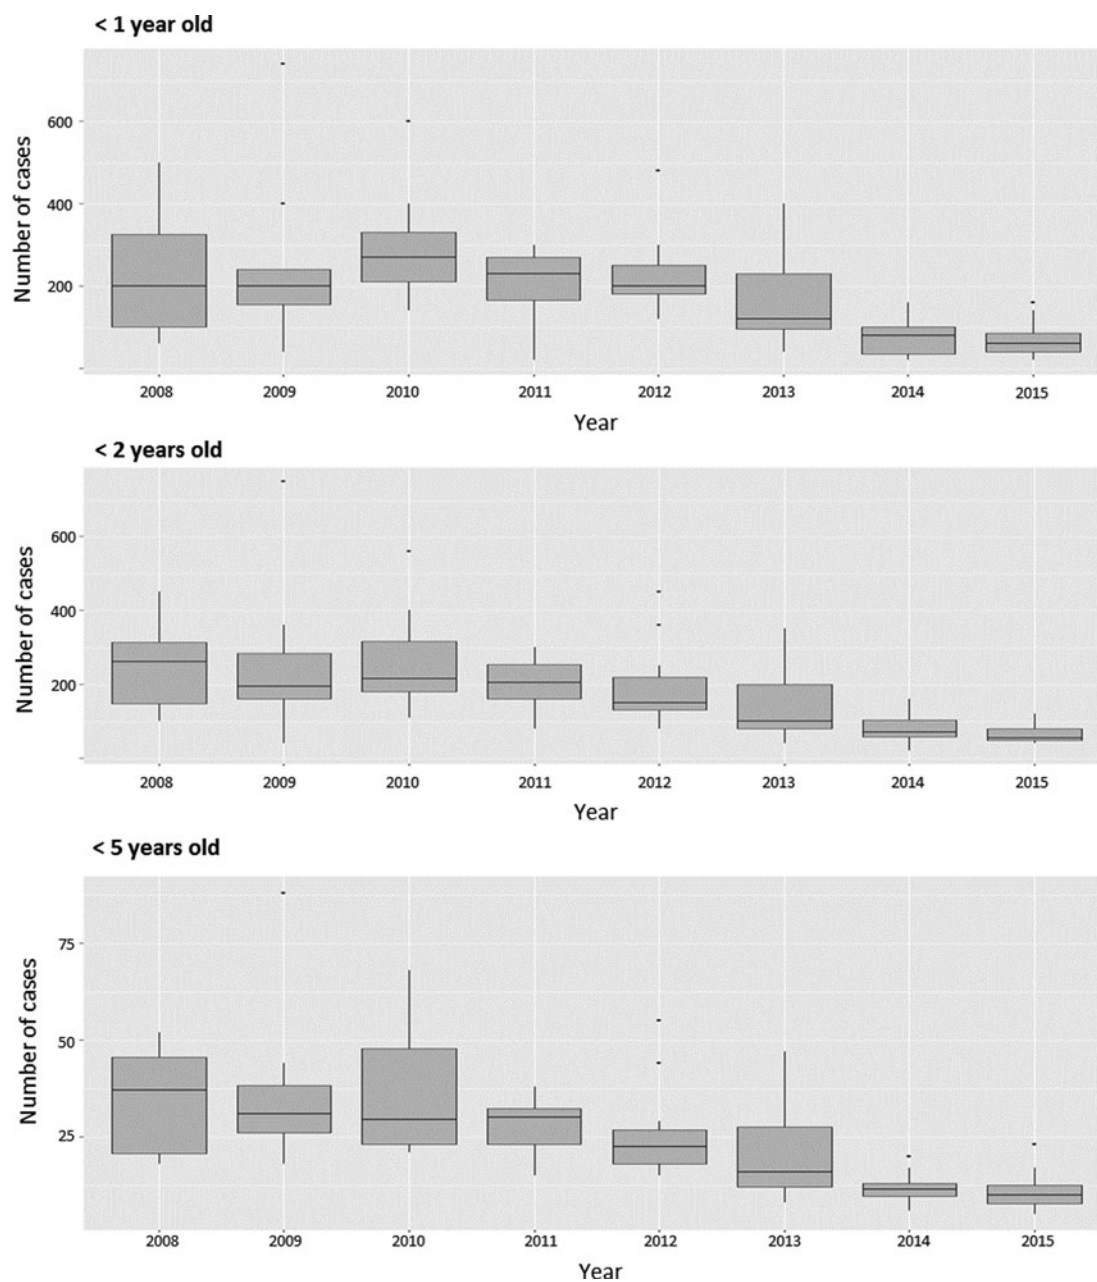 < 1 year old
Number of cases
600
400
200
2008 2009 2010 2011 2012 2013 2014 2015
Year
< 2 years old
Number of cases
600
400
200
2008 2009 2010 2011 2012 2013 2014 2015
Year
< 5 years old
Number of cases
75
50
25
2008 2009 2010 2011 2012 2013 2014 2015
Year